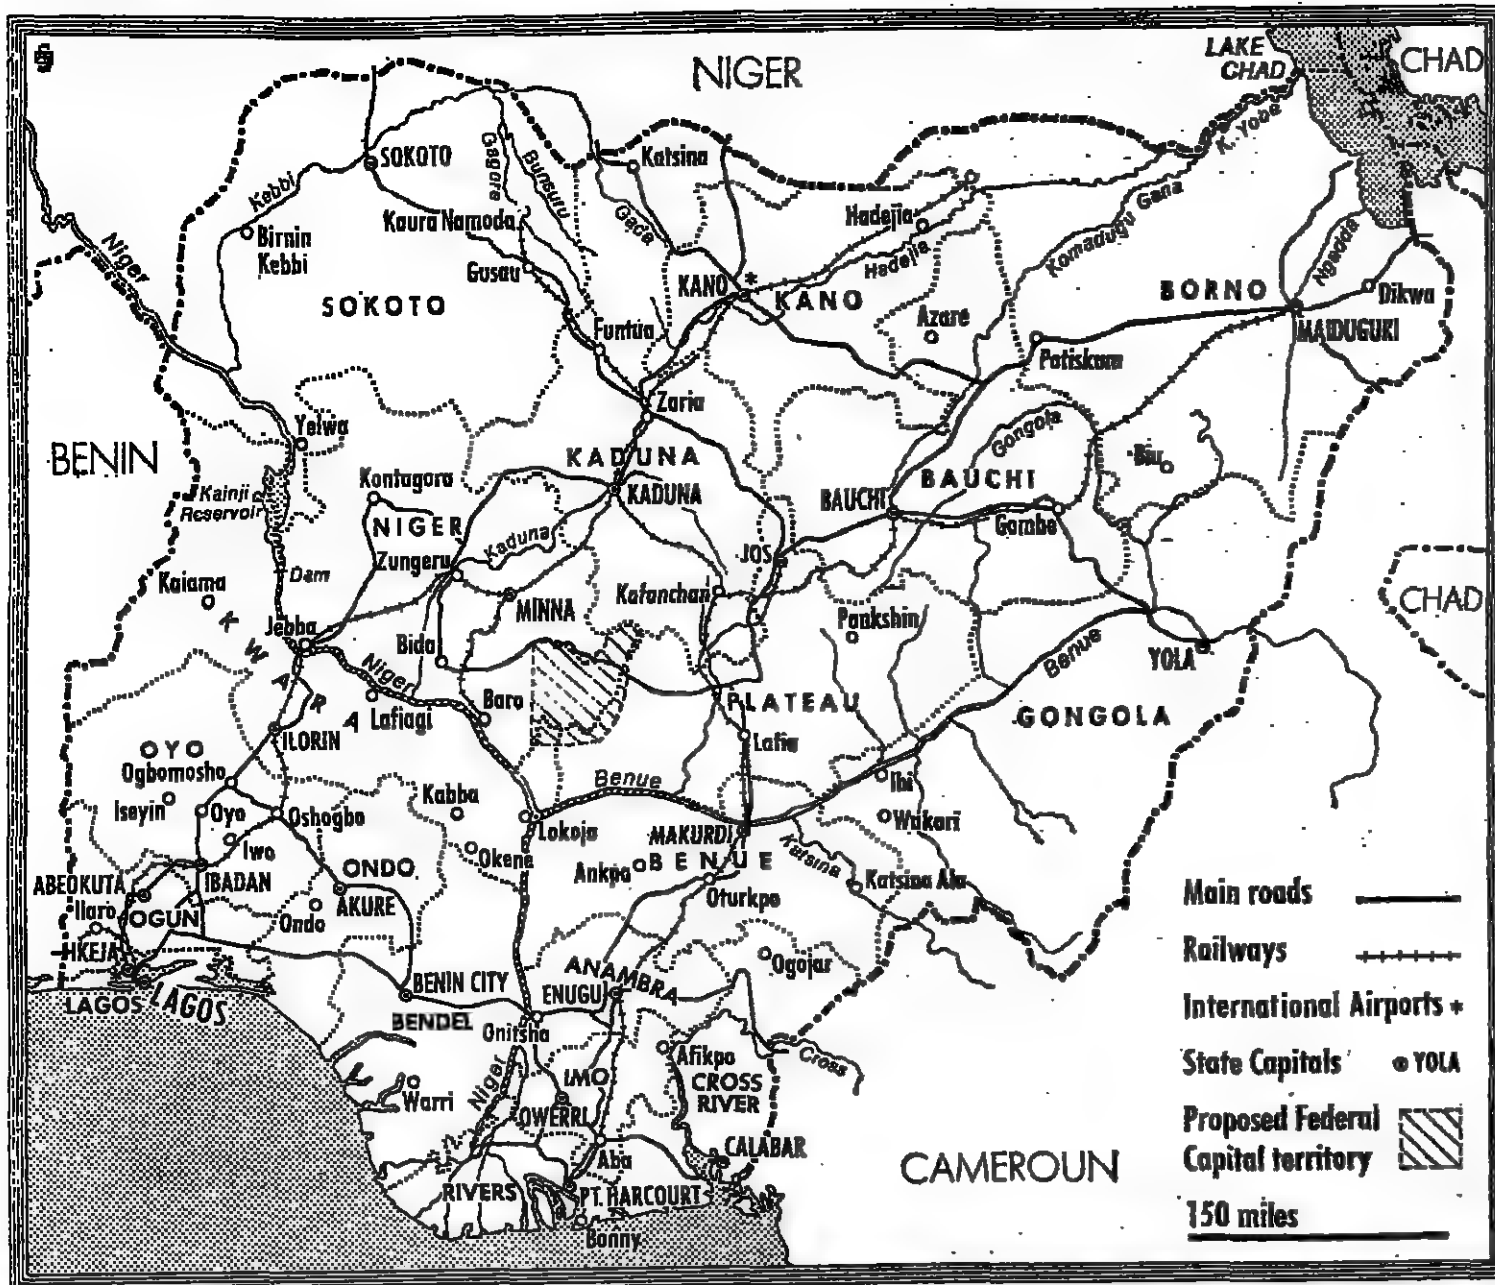 NIGER
LAKE
CHAD
CHAD
K. Yobe
SOKOTO
Katsina
Gagare
Bunsuru
Kebbi
Kaura Namoda
Gada
Hadejia
Komadugu Gana
Birnin
Kebbi
Niger
Gusau
Hadejia
Ngadda
KANO *
KANO
BORNO
Dikwa
SOKOTO
Funtua
Azare
MAIDUGURI
Potiskum
Zaria
Yelwa
BENIN
KADUNA
Gongola
Biu
Kontagora
KADUNA
BAUCHI
BAUCHI
Kainji
Reservoir
NIGER
Gombe
Zungeru
Kaduna
JOS
Dam
Kaiama
MINNA
Kafanchan
CHAD
Pankshin
KWARA
Jebba
Bida
Benue
YOLA
Niger
Lafiagi
Baro
PLATEAU
GONGOLA
ILORIN
Lafia
OYO
Ogbomosho
Benue
Ibi
Iseyin
Oyo
Oshogbo
Kabba
Lokoja
MAKURDI
Wukari
Iwo
Okene
Ankpa
BENUE
Katsina
Katsina Ala
ONDO
IBADAN
ABEOKUTA
AKURE
Oturkpo
Main roads
Ilaro
OGUN
Ondo
IKEJA
Railways
Ogojar
BENIN CITY
ANAMBRA
ENUGU
LAGOS
LAGOS
International Airports *
BENDEL
Onitsha
Afikpo
Cross
IMO
CROSS
RIVER
State Capitals
YOLA
Warri
Niger
OWERRI
Proposed Federal
Capital territory
CALABAR
Aba
CAMEROUN
RIVERS
PT. HARCOURT
150 miles
Bonny